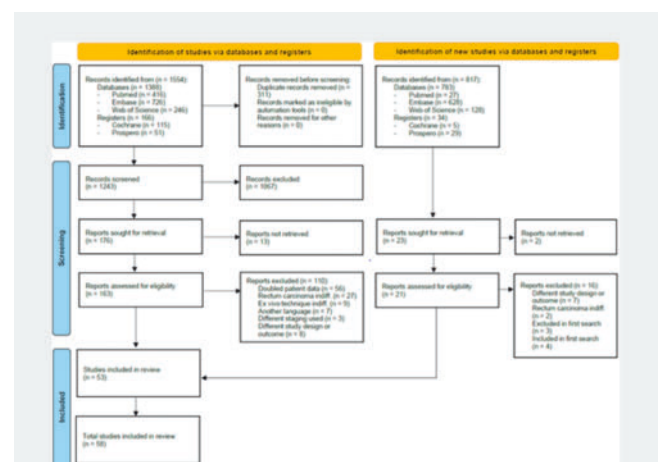 Identification of studies via databases and registers
Identification of new studies via databases and registers
Identification
Records identified from (n = 1554):
Databases (n = 1388)
- Pubmed (n = 416)
- Embase (n = 726)
- Web of Science (n = 246)
Registers (n = 166)
- Cochrane (n = 115)
- Prospero (n = 51)
Records removed before screening:
Duplicate records removed (n =
311)
Records marked as ineligible by
automation tools (n = 0)
Records removed for other
reasons (n = 0)
Records identified from (n = 817):
Databases (n = 783)
- Pubmed (n = 27)
- Embase (n = 628)
- Web of Science (n = 128)
Registers (n = 34)
- Cochrane (n = 5)
- Prospero (n = 29)
Screening
Records screened
(n = 1243)
Records excluded
(n = 1067)
Reports sought for retrieval
(n = 176)
Reports not retrieved
(n = 13)
Reports sought for retrieval
(n = 23)
Reports not retrieved
(n = 2)
Reports assessed for eligibility
(n = 163)
Reports excluded (n = 110)
Doubled patient data (n = 56)
Rectum carcinoma indiff. (n = 27)
Ex vivo technique indiff. (n = 9)
Another language (n = 7)
Different staging used (n = 3)
Different study design or
outcome (n = 8)
Reports assessed for eligibility
(n = 21)
Reports excluded (n = 16)
Different study design or
outcome (n = 7)
Rectum carcinoma indiff.
(n = 2)
Excluded in first search
(n = 3)
Included in first search
(n = 4)
Included
Studies included in review
(n = 53)
Total studies included in review
(n = 58)